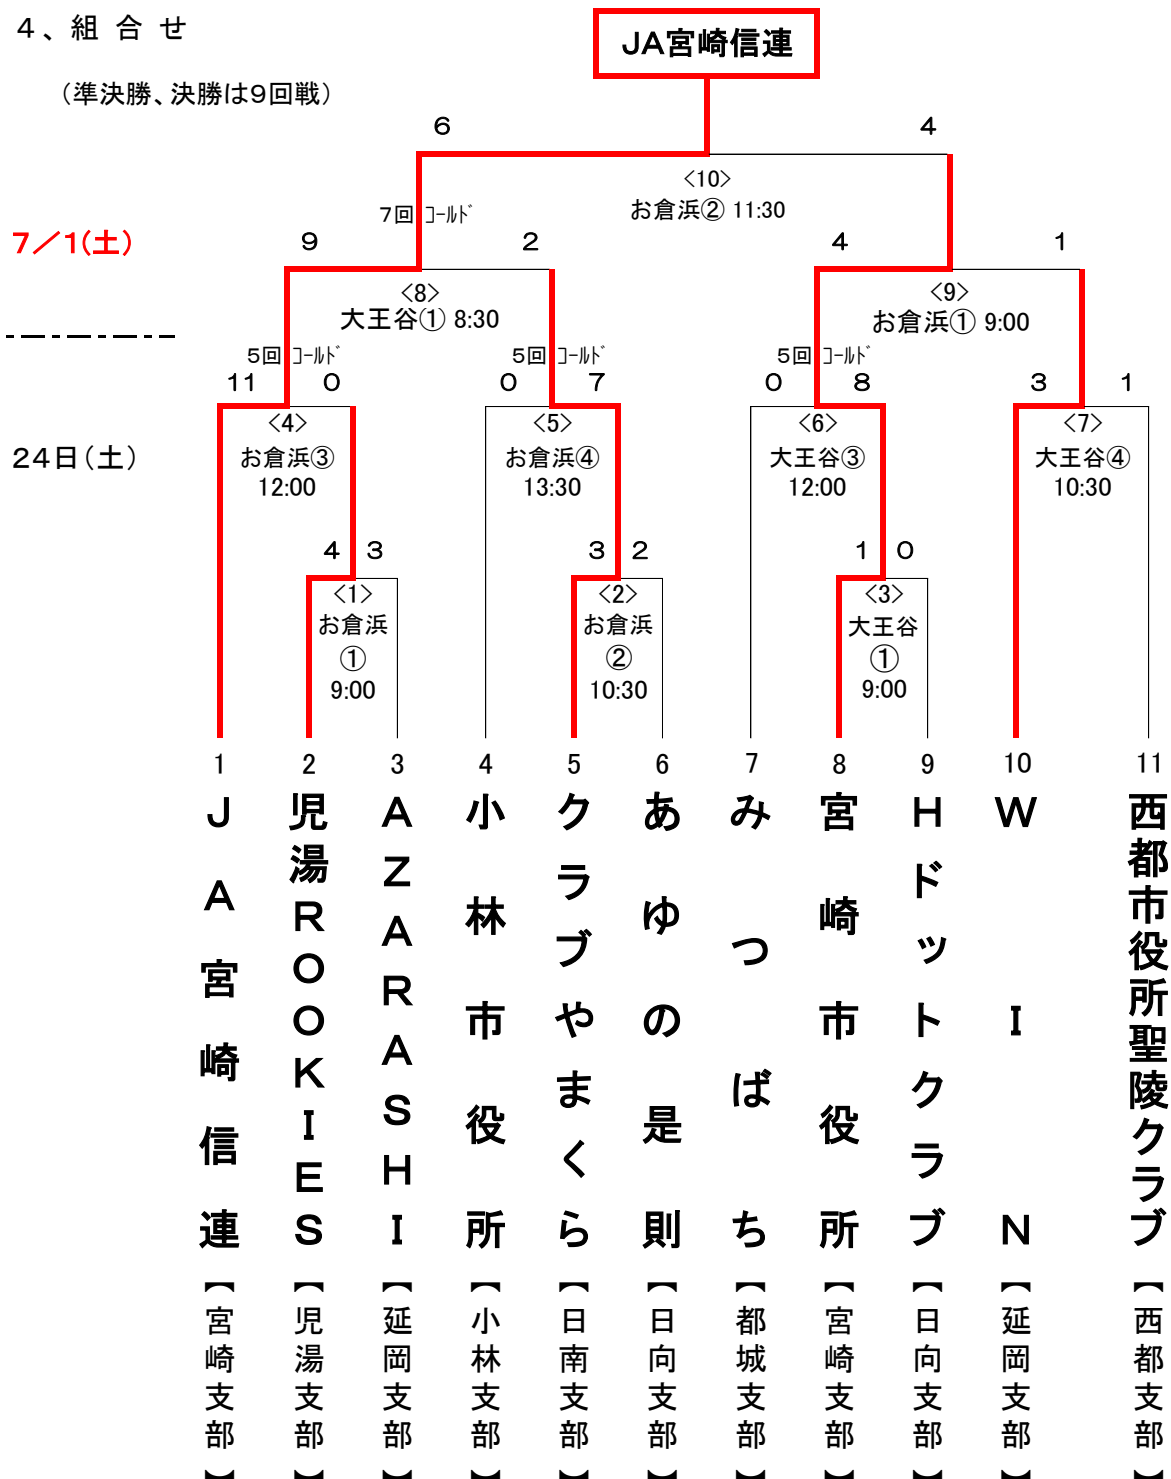 4、組 合 せ
JA宮崎信連
（準決勝、決勝は9回戦）
6 4
<10>
お倉浜② 11:30
7回 ｺｰﾙﾄﾞ
7／1(土)
9 2 4 1
<8> <9>
大王谷① 8:30 お倉浜① 9:00
5回 ｺｰﾙﾄﾞ 5回 ｺｰﾙﾄﾞ 5回 ｺｰﾙﾄﾞ
11 0 0 7 0 8 3 1
<4> <5> <6> <7>
24日（土） お倉浜③ お倉浜④ 大王谷③ 大王谷④
12:00 13:30 12:00 10:30
4 3 3 2 1 0
<1> <2> <3>
お倉浜 お倉浜 大王谷
① ② ①
9:00 10:30 9:00
1 2 3 4 5 6 7 8 9 10 11
JA宮崎信連
児湯ROOKIES
AZARASHI
小林市役所
クラブやまくら
あゆの是則
みつばち
宮崎市役所
Hドットクラブ
WIN
西都市役所聖陵クラブ
【宮崎支部】
【児湯支部】
【延岡支部】
【小林支部】
【日南支部】
【日向支部】
【都城支部】
【宮崎支部】
【日向支部】
【延岡支部】
【西都支部】